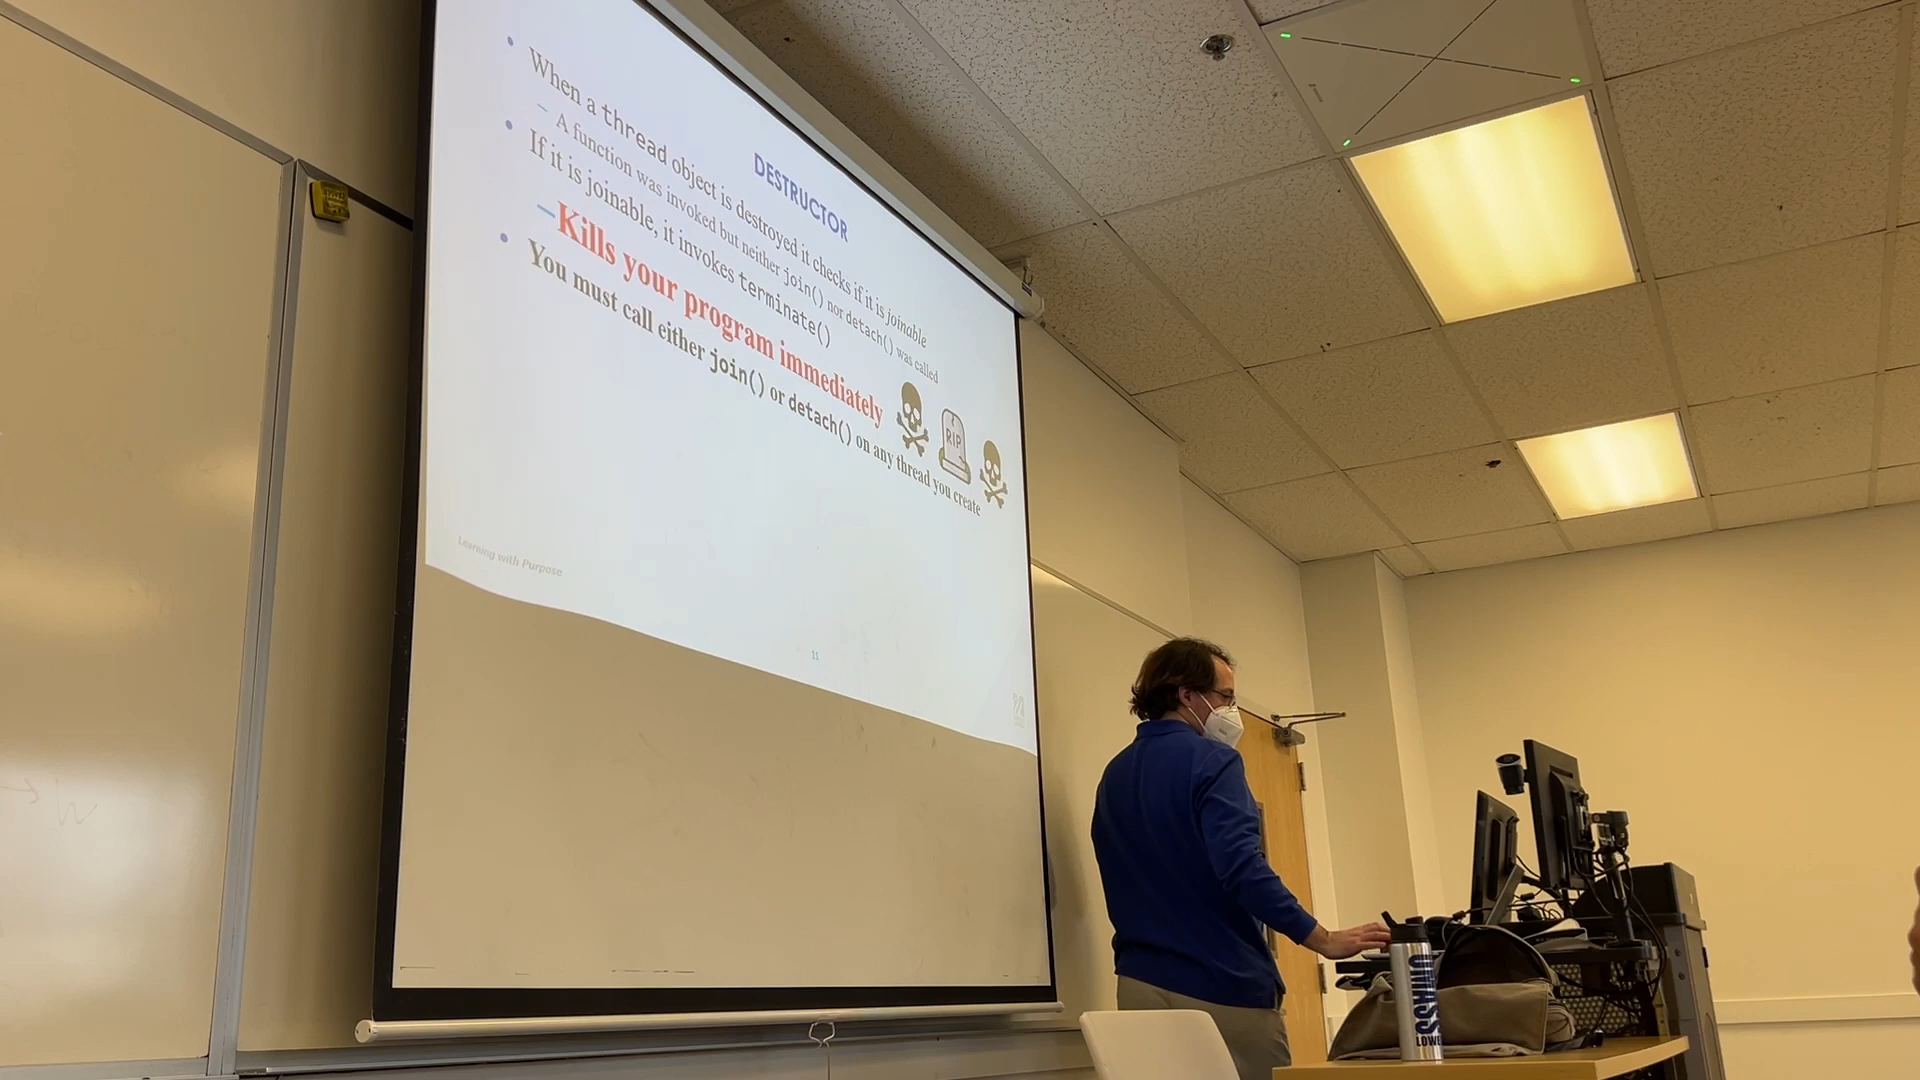 DESTRUCTOR
• When a thread object is destroyed it checks if it is joinable
– A function was invoked but neither join() nor detach() was called
• If it is joinable, it invokes terminate()
–Kills your program immediately
RIP
• You must call either join() or detach() on any thread you create
Learning with Purpose
11
UMASS
LOWE
W